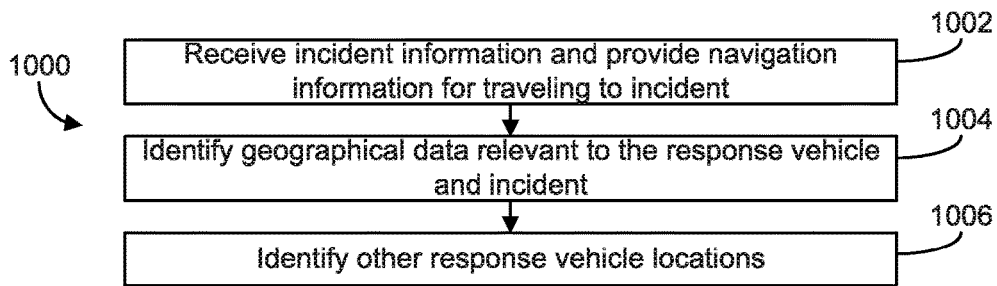 1002
Receive incident information and provide navigation
information for traveling to incident
1000
1004
Identify geographical data relevant to the response vehicle
and incident
1006
Identify other response vehicle locations